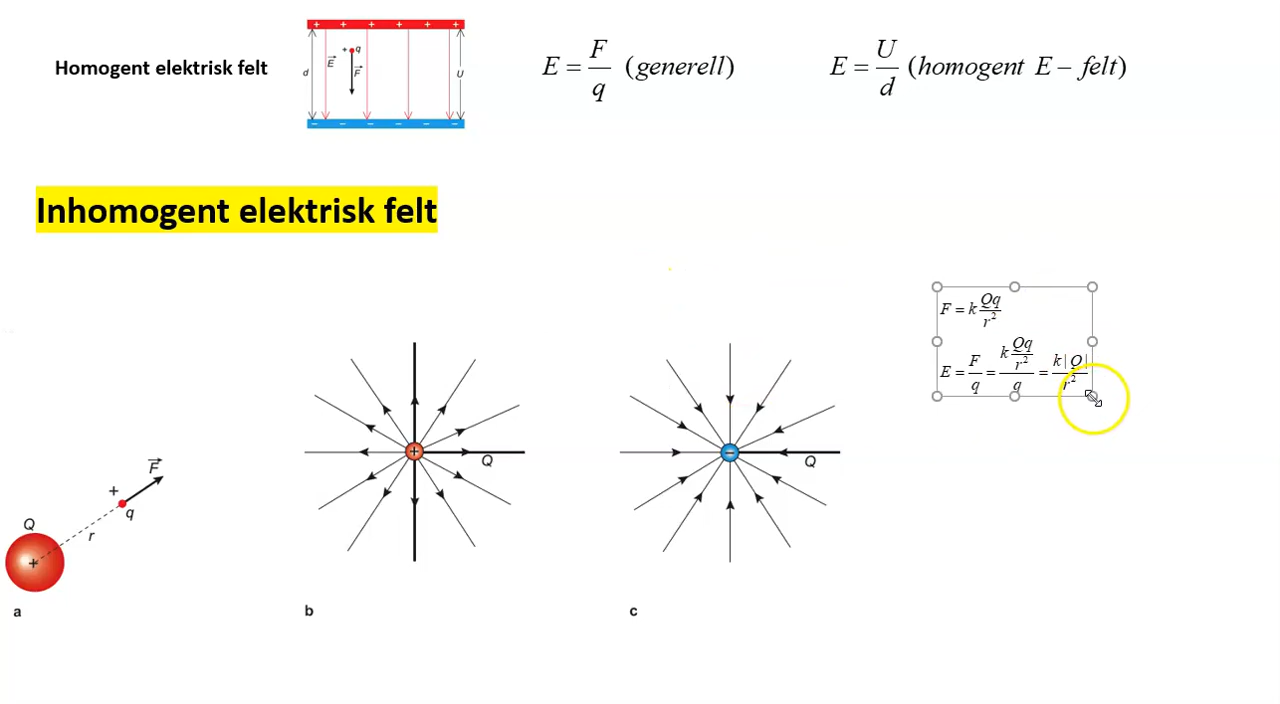 Homogent elektrisk felt
+ + + + + +
d
E
+ q
F
U
− − − − − −
E = F/q (generell)
E = U/d (homogent E − felt)
Inhomogent elektrisk felt
F = k Qq/r²
E = F/q = (k Qq/r²)/q = k|Q|/r²
Q
+
r
+
q
F
a
+
Q
b
−
Q
c